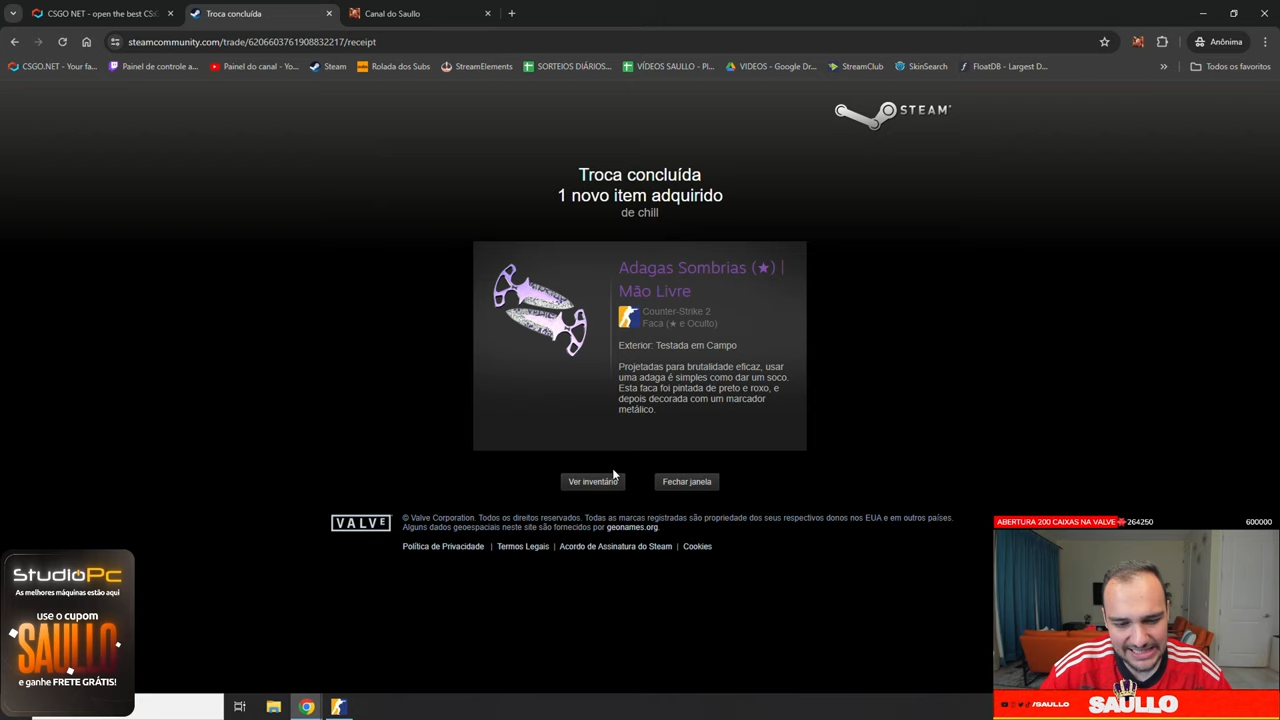 CSGO NET - open the best CS:
Troca concluída
Canal do Saullo
steamcommunity.com/trade/6206603761908832217/receipt
Anônima
CSGO.NET - Your fa...
Painel de controle a...
Painel do canal - Yo...
Steam
Rolada dos Subs
StreamElements
SORTEIOS DIÁRIOS...
VÍDEOS SAULLO - Pl...
VIDEOS - Google Dr...
StreamClub
SkinSearch
FloatDB - Largest D...
Todos os favoritos
STEAM
Troca concluída
1 novo item adquirido
de chill
Adagas Sombrias (★) |
Mão Livre
Counter-Strike 2
Faca (★ e Oculto)
Exterior: Testada em Campo
Projetadas para brutalidade eficaz, usar
uma adaga é simples como dar um soco.
Esta faca foi pintada de preto e roxo, e
depois decorada com um marcador
metálico.
Ver inventário
Fechar janela
VALVE
© Valve Corporation. Todos os direitos reservados. Todas as marcas registradas são propriedade dos seus respectivos donos nos EUA e em outros países.
Alguns dados geoespaciais neste site são fornecidos por geonames.org.
Política de Privacidade | Termos Legais | Acordo de Assinatura do Steam | Cookies
ABERTURA 200 CAIXAS NA VALVE 264250 600000
StudioPc
As melhores máquinas estão aqui
use o cupom
SAULLO
e ganhe FRETE GRÁTIS!
/SAULLO
SAULLO